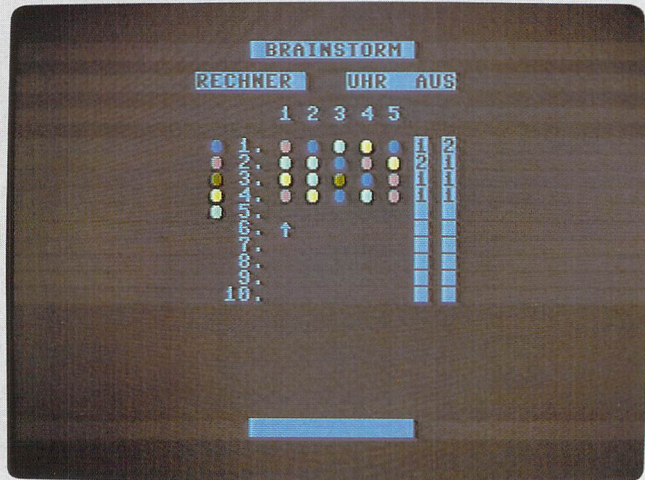 BRAINSTORM
RECHNER UHR AUS
1 2 3 4 5
1. 1 2
2. 2 1
3. 1 1
4. 1 1
5.
6. ↑
7.
8.
9.
10.